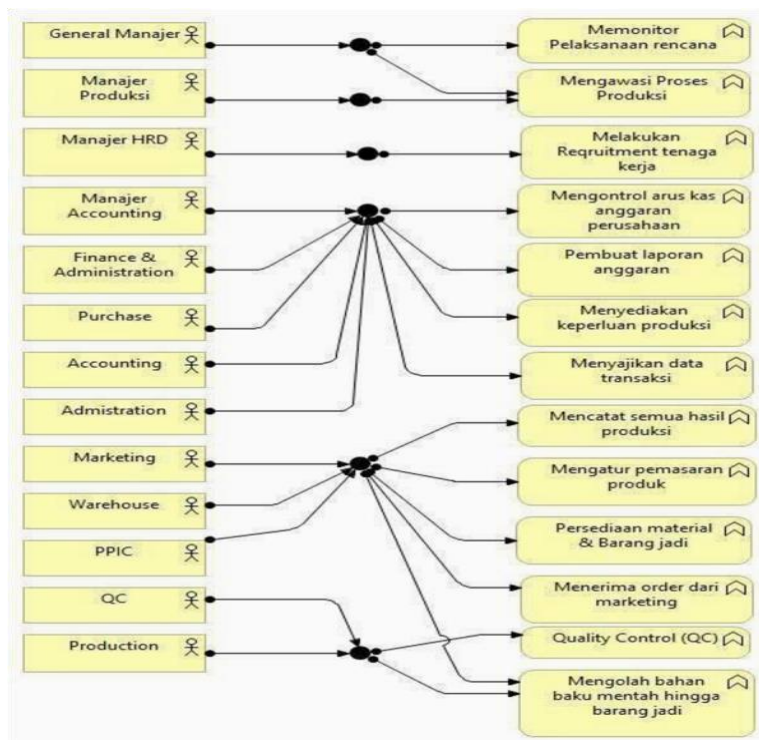 General Manajer
Manajer
Produksi
Manajer HRD
Manajer
Accounting
Finance &
Administration
Purchase
Accounting
Admistration
Marketing
Warehouse
PPIC
QC
Production
Memonitor
Pelaksanaan rencana
Mengawasi Proses
Produksi
Melakukan
Reqruitment tenaga
kerja
Mengontrol arus kas
anggaran
perusahaan
Pembuat laporan
anggaran
Menyediakan
keperluan produksi
Menyajikan data
transaksi
Mencatat semua hasil
produksi
Mengatur pemasaran
produk
Persediaan material
& Barang jadi
Menerima order dari
marketing
Quality Control (QC)
Mengolah bahan
baku mentah hingga
barang jadi